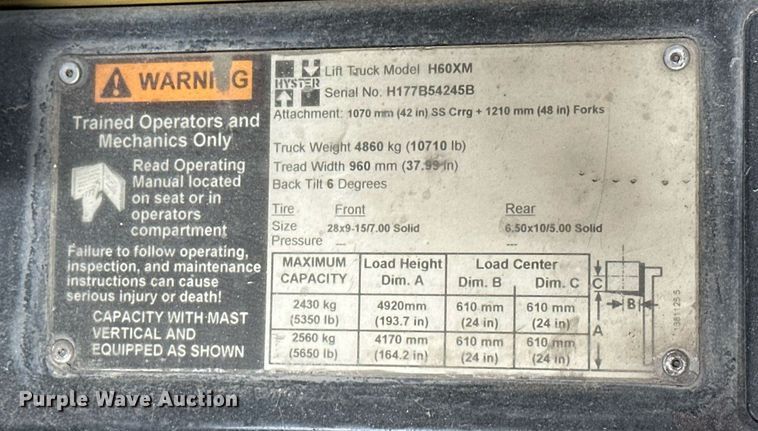 WARNING
Trained Operators and
Mechanics Only
Read Operating
Manual located
on seat or in
operators
compartment
Failure to follow operating,
inspection, and maintenance
instructions can cause
serious injury or death!
CAPACITY WITH MAST
VERTICAL AND
EQUIPPED AS SHOWN
HYSTER
Lift Truck Model H60XM
Serial No. H177B54245B
Attachment: 1070 mm (42 in) SS Crrg + 1210 mm (48 in) Forks
Truck Weight 4860 kg (10710 lb)
Tread Width 960 mm (37.99 in)
Back Tilt 6 Degrees
Tire Front Rear
Size 28x9-15/7.00 Solid 6.50x10/5.00 Solid
Pressure --- ---
MAXIMUM CAPACITY Load Height Dim. A Load Center Dim. B Dim. C
2430 kg 4920mm 610 mm 610 mm
(5350 lb) (193.7 in) (24 in) (24 in)
2560 kg 4170 mm 610 mm 610 mm
(5650 lb) (164.2 in) (24 in) (24 in)
C
B
A
Purple Wave Auction